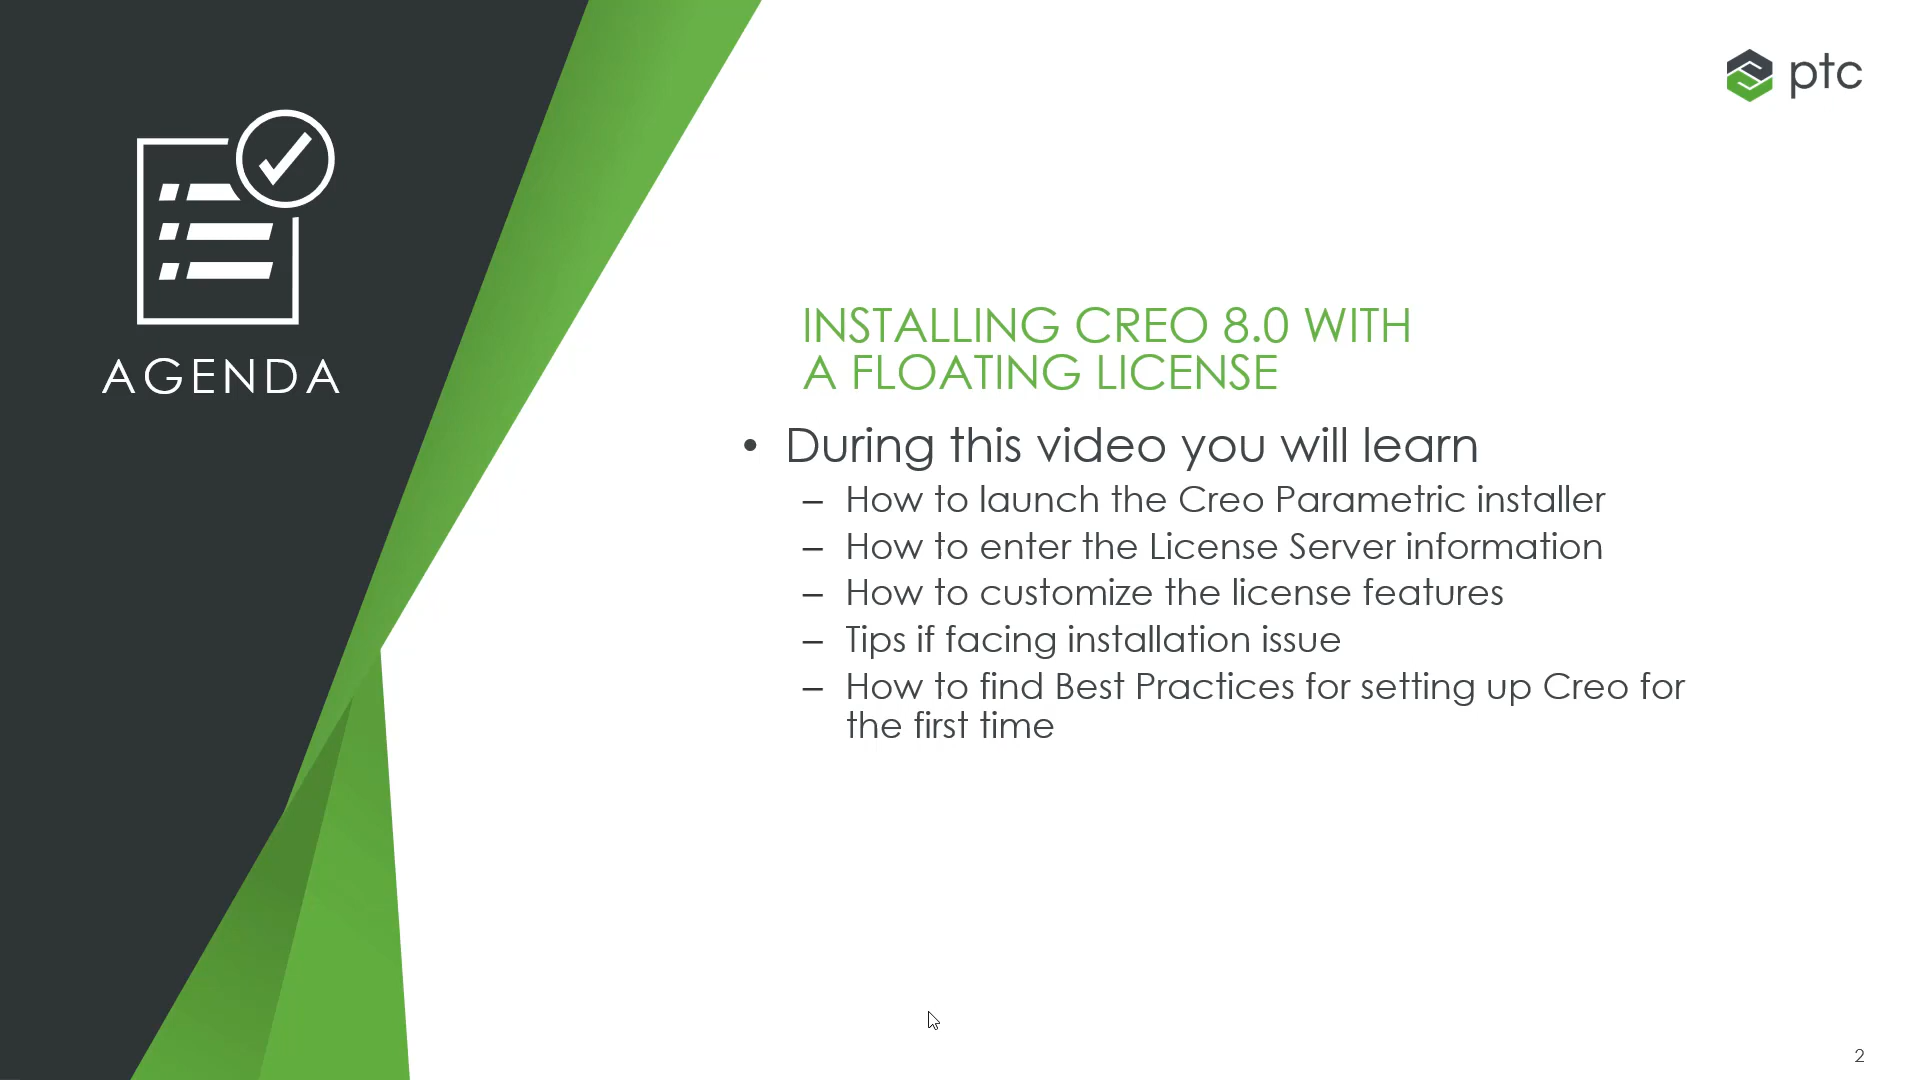 ptc
AGENDA
INSTALLING CREO 8.0 WITH
A FLOATING LICENSE
• During this video you will learn
– How to launch the Creo Parametric installer
– How to enter the License Server information
– How to customize the license features
– Tips if facing installation issue
– How to find Best Practices for setting up Creo for
the first time
2